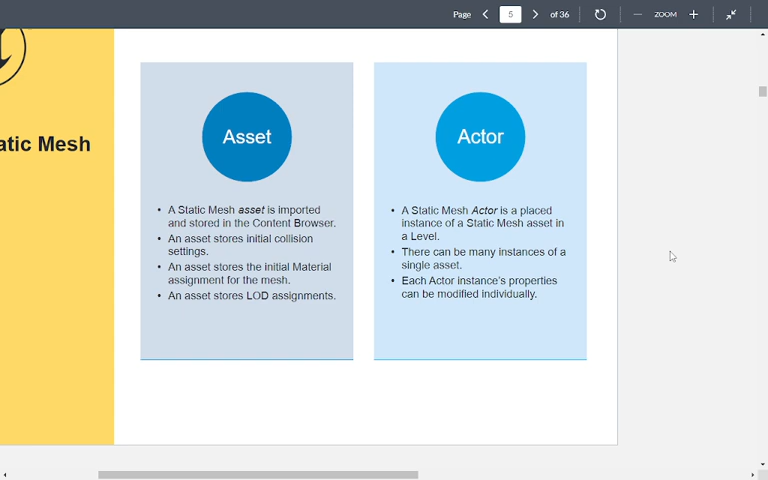 Page 5 of 36 ZOOM
atic Mesh
Asset
• A Static Mesh asset is imported
and stored in the Content Browser.
• An asset stores initial collision
settings.
• An asset stores the initial Material
assignment for the mesh.
• An asset stores LOD assignments.
Actor
• A Static Mesh Actor is a placed
instance of a Static Mesh asset in
a Level.
• There can be many instances of a
single asset.
• Each Actor instance's properties
can be modified individually.